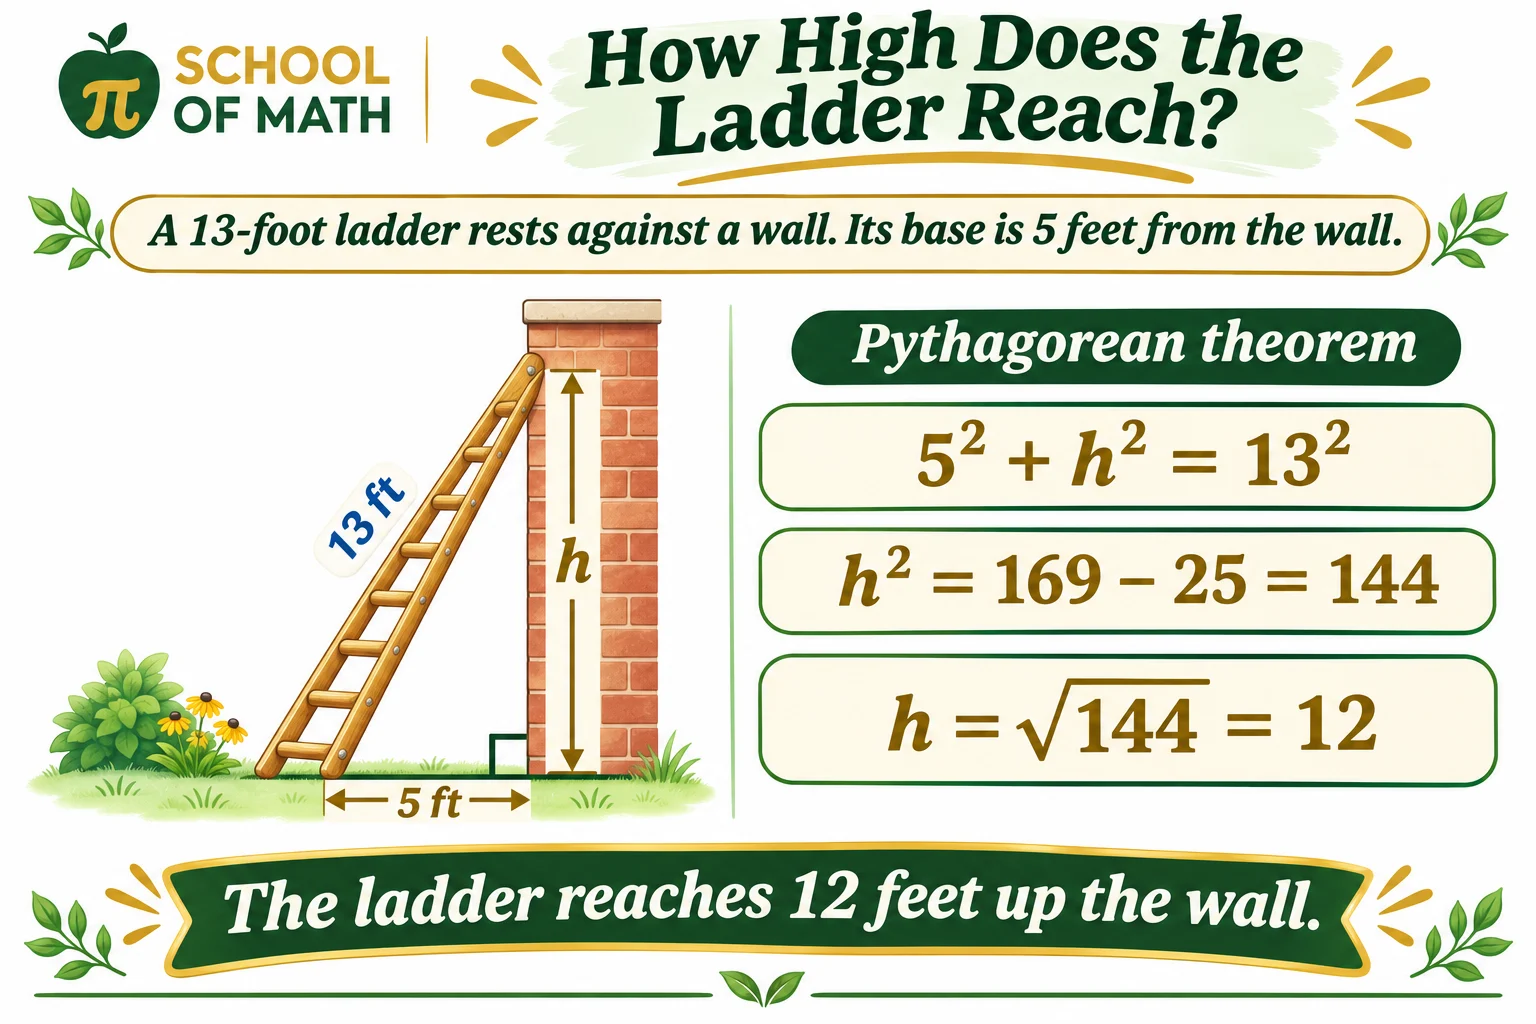 π
SCHOOL
OF MATH
How High Does the
Ladder Reach?
A 13-foot ladder rests against a wall. Its base is 5 feet from the wall.
13 ft
h
5 ft
Pythagorean theorem
5² + h² = 13²
h² = 169 – 25 = 144
h = √144 = 12
The ladder reaches 12 feet up the wall.